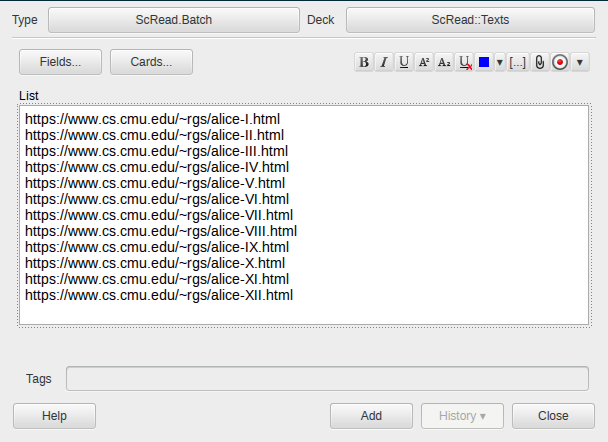 Type ScRead.Batch Deck ScRead::Texts
Fields... Cards... B I U A² A₂ U [...]
List
https://www.cs.cmu.edu/~rgs/alice-I.html
https://www.cs.cmu.edu/~rgs/alice-II.html
https://www.cs.cmu.edu/~rgs/alice-III.html
https://www.cs.cmu.edu/~rgs/alice-IV.html
https://www.cs.cmu.edu/~rgs/alice-V.html
https://www.cs.cmu.edu/~rgs/alice-VI.html
https://www.cs.cmu.edu/~rgs/alice-VII.html
https://www.cs.cmu.edu/~rgs/alice-VIII.html
https://www.cs.cmu.edu/~rgs/alice-IX.html
https://www.cs.cmu.edu/~rgs/alice-X.html
https://www.cs.cmu.edu/~rgs/alice-XI.html
https://www.cs.cmu.edu/~rgs/alice-XII.html
Tags
Help Add History ▾ Close